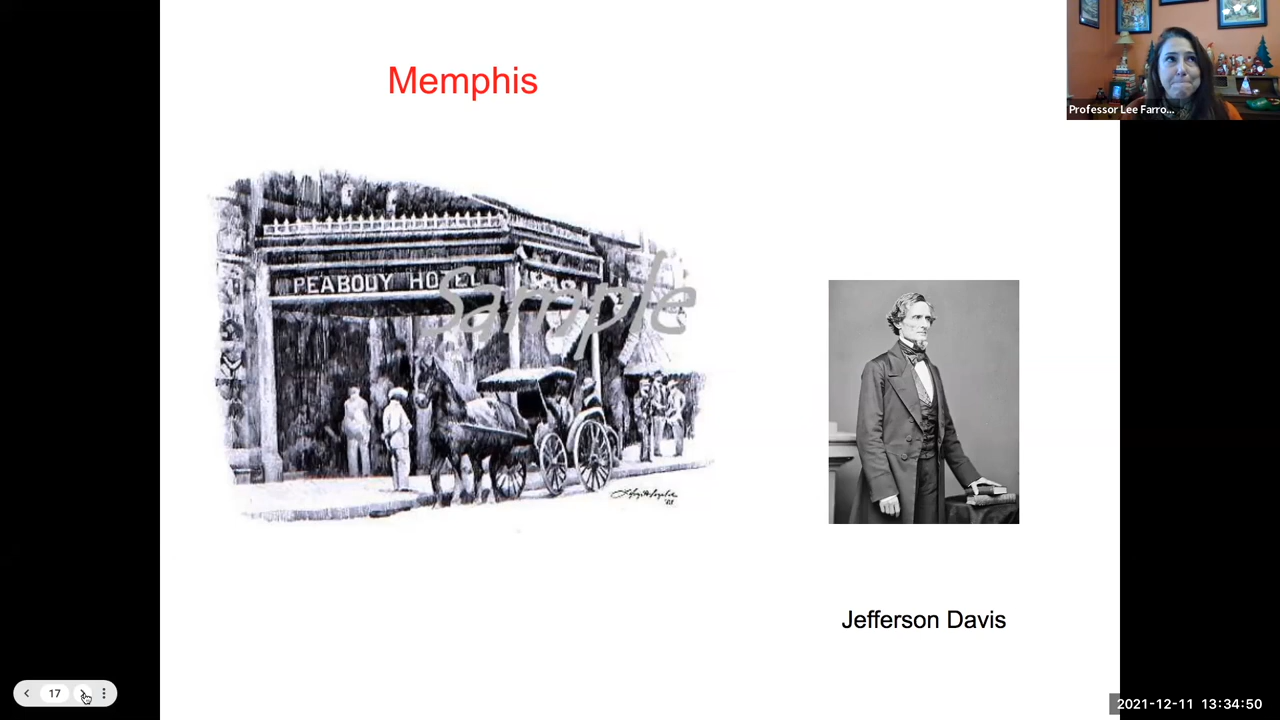 Memphis
Professor Lee Farro...
PEABODY HOTEL
Sample
Jefferson Davis
17
2021-12-11 13:34:50